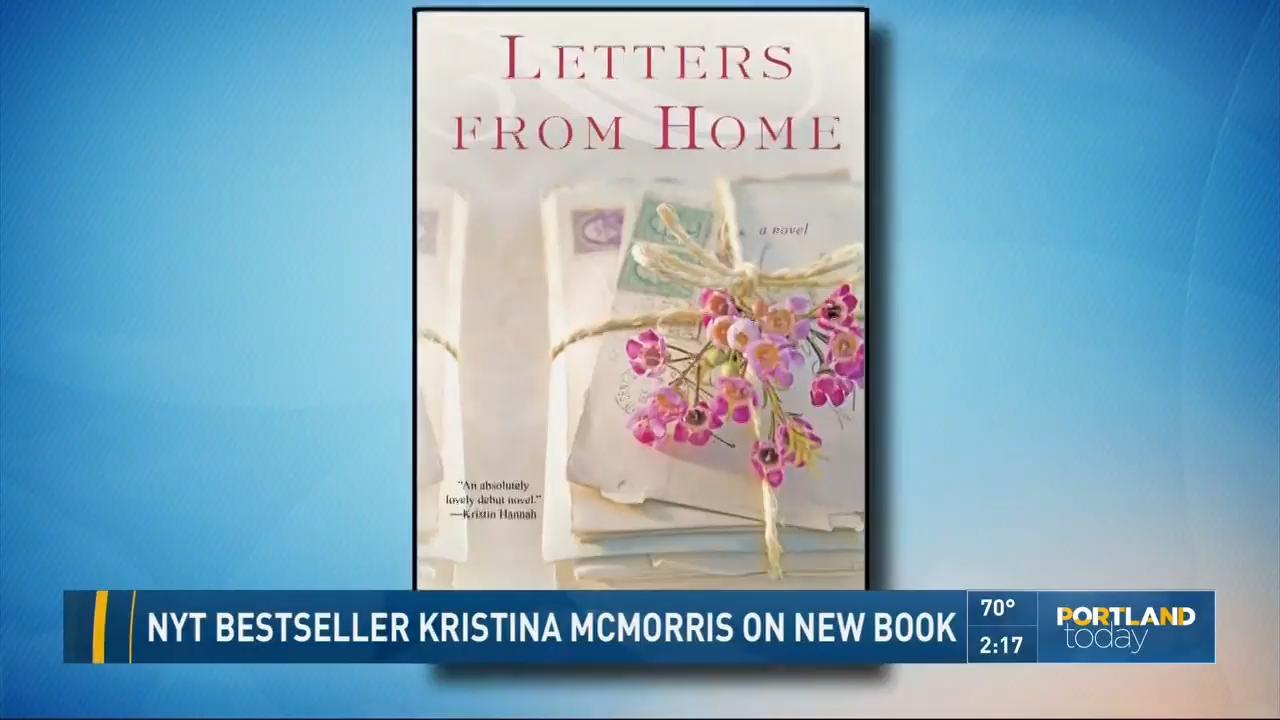 LETTERS
FROM HOME
a novel
"An absolutely
lovely debut novel."
—Kristin Hannah
NYT BESTSELLER KRISTINA MCMORRIS ON NEW BOOK
70°
2:17
PORTLAND
today